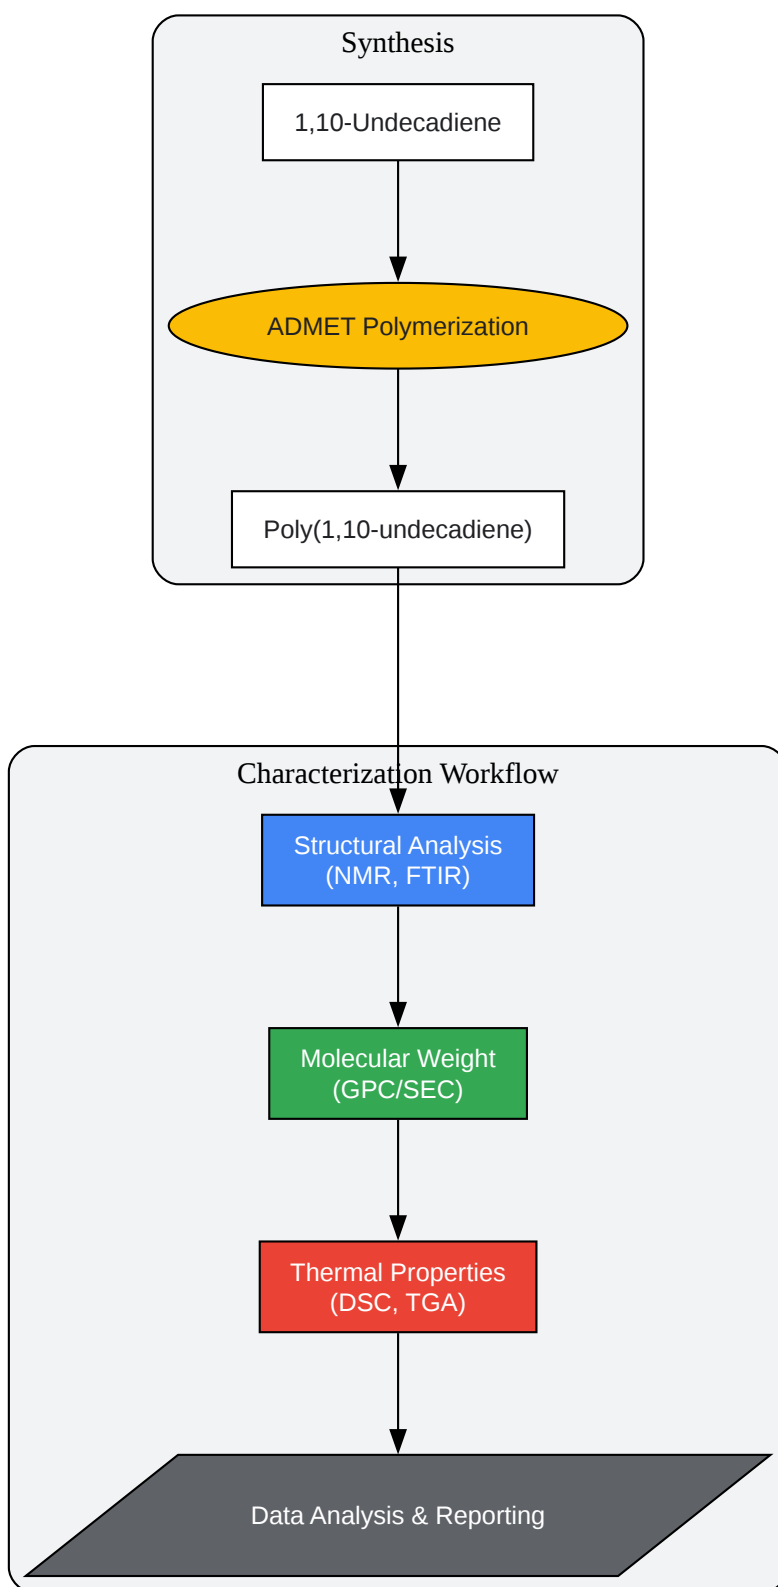 Synthesis
1,10-Undecadiene
ADMET Polymerization
Poly(1,10-undecadiene)
Characterization Workflow
Structural Analysis
(NMR, FTIR)
Molecular Weight
(GPC/SEC)
Thermal Properties
(DSC, TGA)
Data Analysis & Reporting